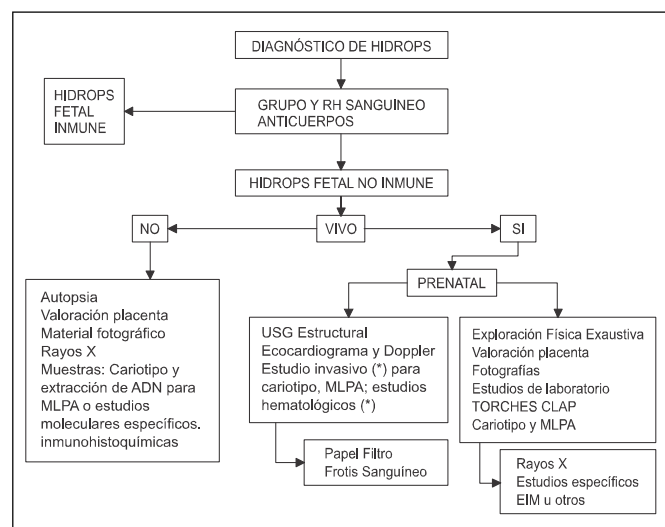 DIAGNÓSTICO DE HIDROPS
HIDROPS
FETAL
INMUNE
GRUPO Y RH SANGUÍNEO
ANTICUERPOS
HIDROPS FETAL NO INMUNE
NO
VIVO
SI
PRENATAL
Autopsia
Valoración placenta
Material fotográfico
Rayos X
Muestras: Cariotipo y
extracción de ADN para
MLPA o estudios
moleculares específicos.
inmunohistoquímicas
USG Estructural
Ecocardiograma y Doppler
Estudio invasivo (*) para
cariotipo, MLPA; estudios
hematológicos (*)
Exploración Física Exaustiva
Valoración placenta
Fotografías
Estudios de laboratorio
TORCHES CLAP
Cariotipo y MLPA
Papel Filtro
Frotis Sanguíneo
Rayos X
Estudios específicos
EIM u otros